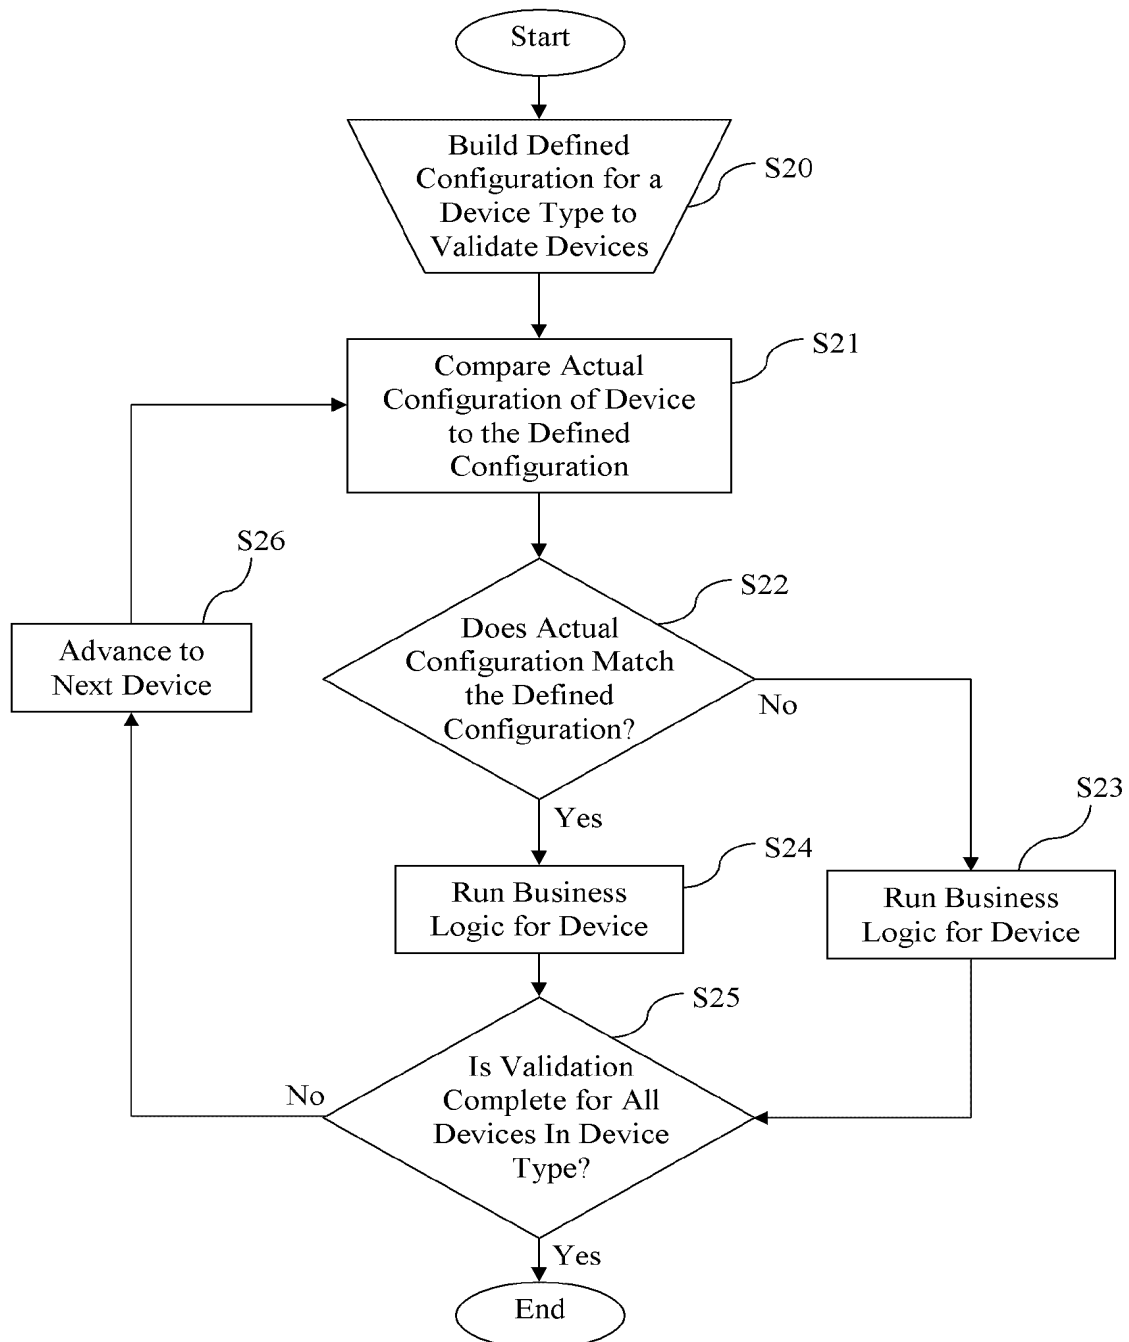 Start
Build Defined
Configuration for a
Device Type to
Validate Devices
S20
Compare Actual
Configuration of Device
to the Defined
Configuration
S21
S26
Advance to
Next Device
S22
Does Actual
Configuration Match
the Defined
Configuration?
No
Yes
S23
Run Business
Logic for Device
S24
Run Business
Logic for Device
S25
Is Validation
Complete for All
Devices In Device
Type?
No
Yes
End